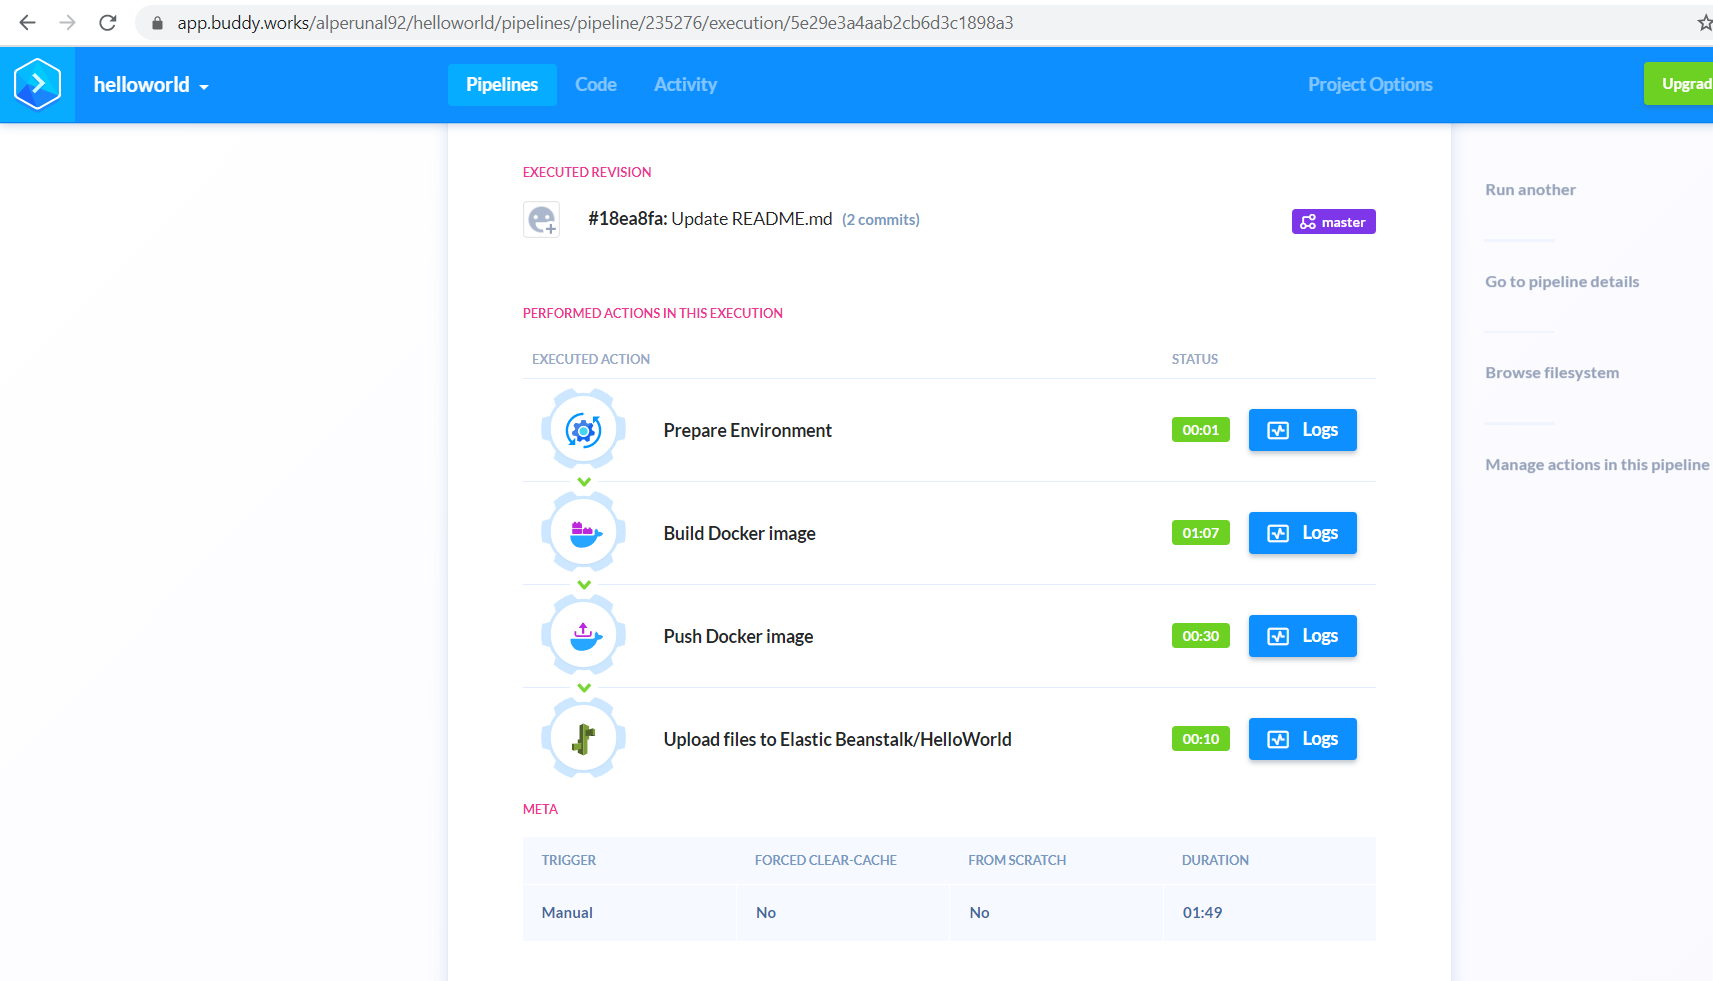 app.buddy.works/alperunal92/helloworld/pipelines/pipeline/235276/execution/5e29e3a4aab2cb6d3c1898a3
helloworld Pipelines Code Activity Project Options Upgrad
EXECUTED REVISION
#18ea8fa: Update README.md (2 commits) master
PERFORMED ACTIONS IN THIS EXECUTION
EXECUTED ACTION STATUS
Prepare Environment 00:01 Logs
Build Docker image 01:07 Logs
Push Docker image 00:30 Logs
Upload files to Elastic Beanstalk/HelloWorld 00:10 Logs
META
TRIGGER FORCED CLEAR-CACHE FROM SCRATCH DURATION
Manual No No 01:49
Run another
Go to pipeline details
Browse filesystem
Manage actions in this pipeline